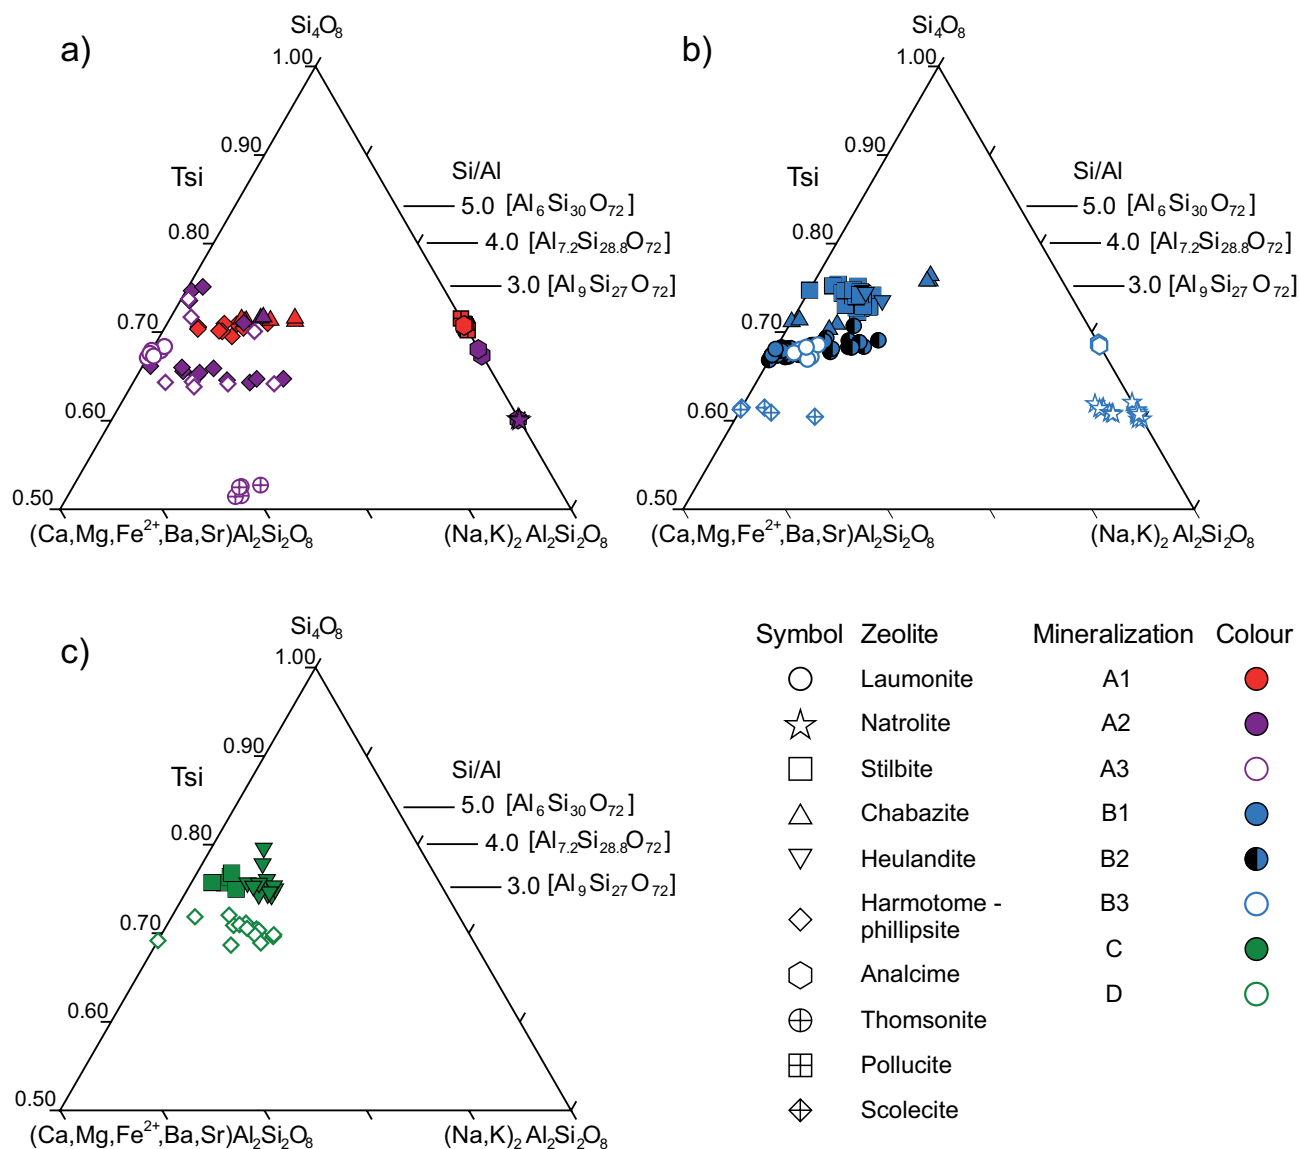 a)
Si4O8
1.00
0.90
Tsi
Si/Al
5.0 [Al6Si30O72]
0.80
4.0 [Al7.2Si28.8O72]
3.0 [Al9Si27O72]
0.70
0.60
0.50
(Ca,Mg,Fe2+,Ba,Sr)Al2Si2O8
(Na,K)2 Al2Si2O8
b)
Si4O8
1.00
0.90
Tsi
Si/Al
5.0 [Al6Si30O72]
0.80
4.0 [Al7.2Si28.8O72]
3.0 [Al9Si27O72]
0.70
0.60
0.50
(Ca,Mg,Fe2+,Ba,Sr)Al2Si2O8
(Na,K)2 Al2Si2O8
c)
Si4O8
1.00
0.90
Tsi
Si/Al
5.0 [Al6Si30O72]
0.80
4.0 [Al7.2Si28.8O72]
3.0 [Al9Si27O72]
0.70
0.60
0.50
(Ca,Mg,Fe2+,Ba,Sr)Al2Si2O8
(Na,K)2 Al2Si2O8
Symbol Zeolite Mineralization Colour
Laumonite A1
Natrolite A2
Stilbite A3
Chabazite B1
Heulandite B2
Harmotome - B3
phillipsite
Analcime C
Thomsonite D
Pollucite
Scolecite